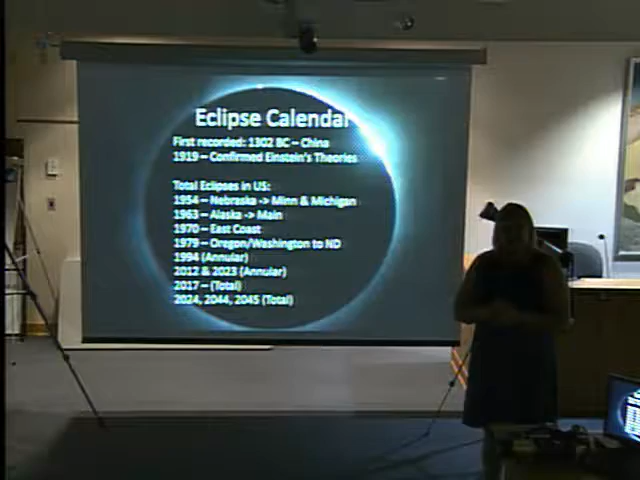 Eclipse Calendar
First recorded: 1302 BC – China
1919 – Confirmed Einstein's Theories
Total Eclipses in US:
1954 – Nebraska -> Minn & Michigan
1963 – Alaska -> Main
1970 – East Coast
1979 – Oregon/Washington to ND
1994 (Annular)
2012 & 2023 (Annular)
2017 – (Total)
2024, 2044, 2045 (Total)